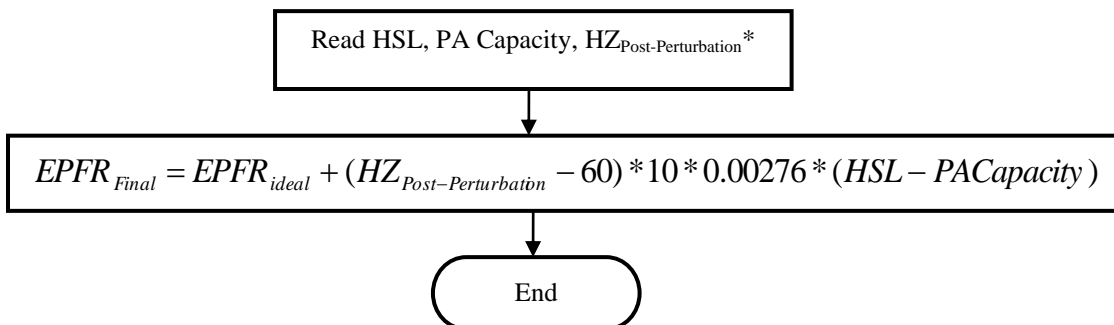 Read HSL, PA Capacity, HZPost-Perturbation*
EPFRFinal = EPFRideal + (HZPost−Perturbation − 60) * 10 * 0.00276 * (HSL − PACapacity)
End